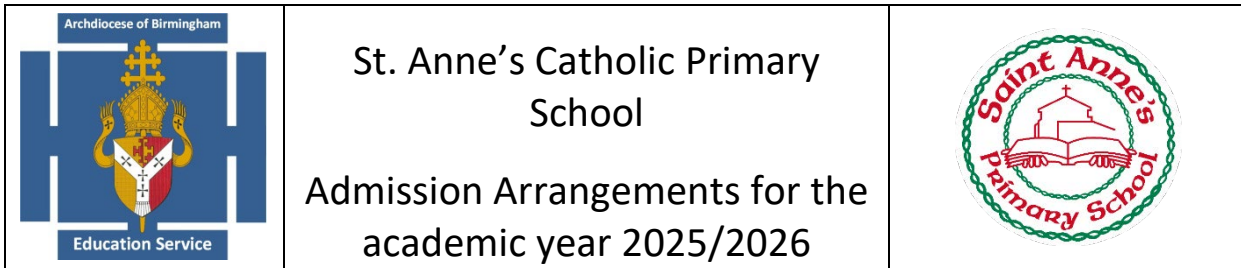 Archdiocese of Birmingham
Education Service
St. Anne’s Catholic Primary
School
Admission Arrangements for the
academic year 2025/2026
Saint Anne's
Primary School